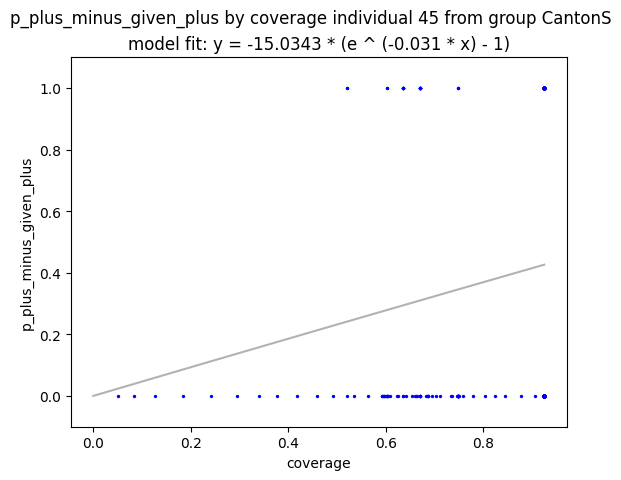 p_plus_minus_given_plus by coverage individual 45 from group CantonS
model fit: y = -15.0343 * (e ^ (-0.031 * x) - 1)
1.0
0.8
0.6
0.4
0.2
0.0
p_plus_minus_given_plus
0.0 0.2 0.4 0.6 0.8
coverage